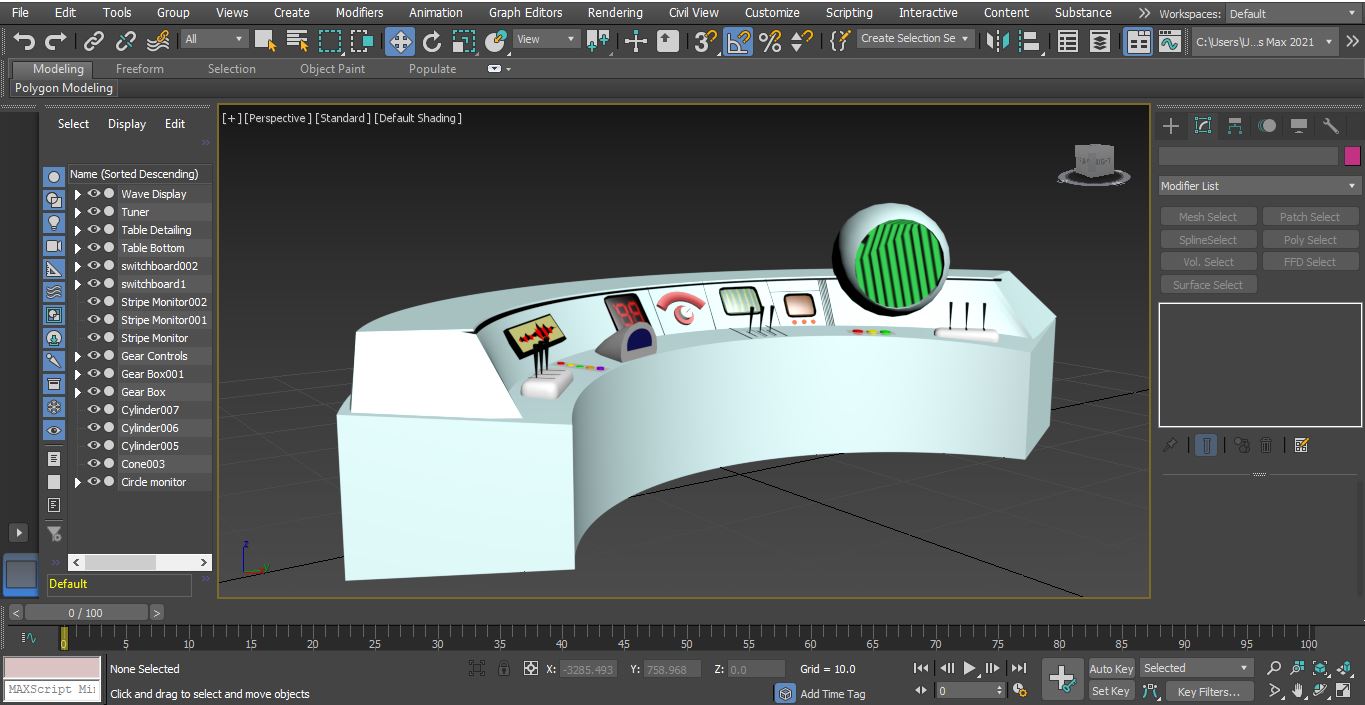 File Edit Tools Group Views Create Modifiers Animation Graph Editors Rendering Civil View Customize Scripting Interactive Content Substance Workspaces: Default
All View Create Selection Se C:\Users\U...s Max 2021
Modeling Freeform Selection Object Paint Populate
Polygon Modeling
Select Display Edit
[+] [Perspective] [Standard] [Default Shading]
Name (Sorted Descending)
Wave Display
Tuner
Table Detailing
Table Bottom
switchboard002
switchboard1
Stripe Monitor002
Stripe Monitor001
Stripe Monitor
Gear Controls
Gear Box001
Gear Box
Cylinder007
Cylinder006
Cylinder005
Cone003
Circle monitor
Default
Modifier List
Mesh Select Patch Select
SplineSelect Poly Select
Vol. Select FFD Select
Surface Select
0 / 100
0 5 10 15 20 25 30 35 40 45 50 55 60 65 70 75 80 85 90 95 100
None Selected X: -3285.493 Y: 758.968 Z: 0.0 Grid = 10.0 Auto Key Selected
MAXScript Mi
Click and drag to select and move objects Add Time Tag 0 Set Key Key Filters...